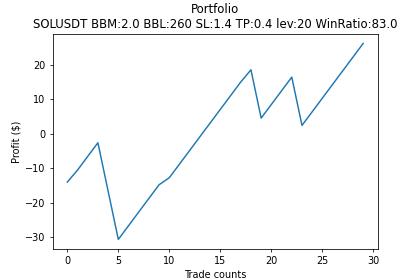 Portfolio
SOLUSDT BBM:2.0 BBL:260 SL:1.4 TP:0.4 lev:20 WinRatio:83.0
Profit ($)
20
10
0
−10
−20
−30
0 5 10 15 20 25 30
Trade counts